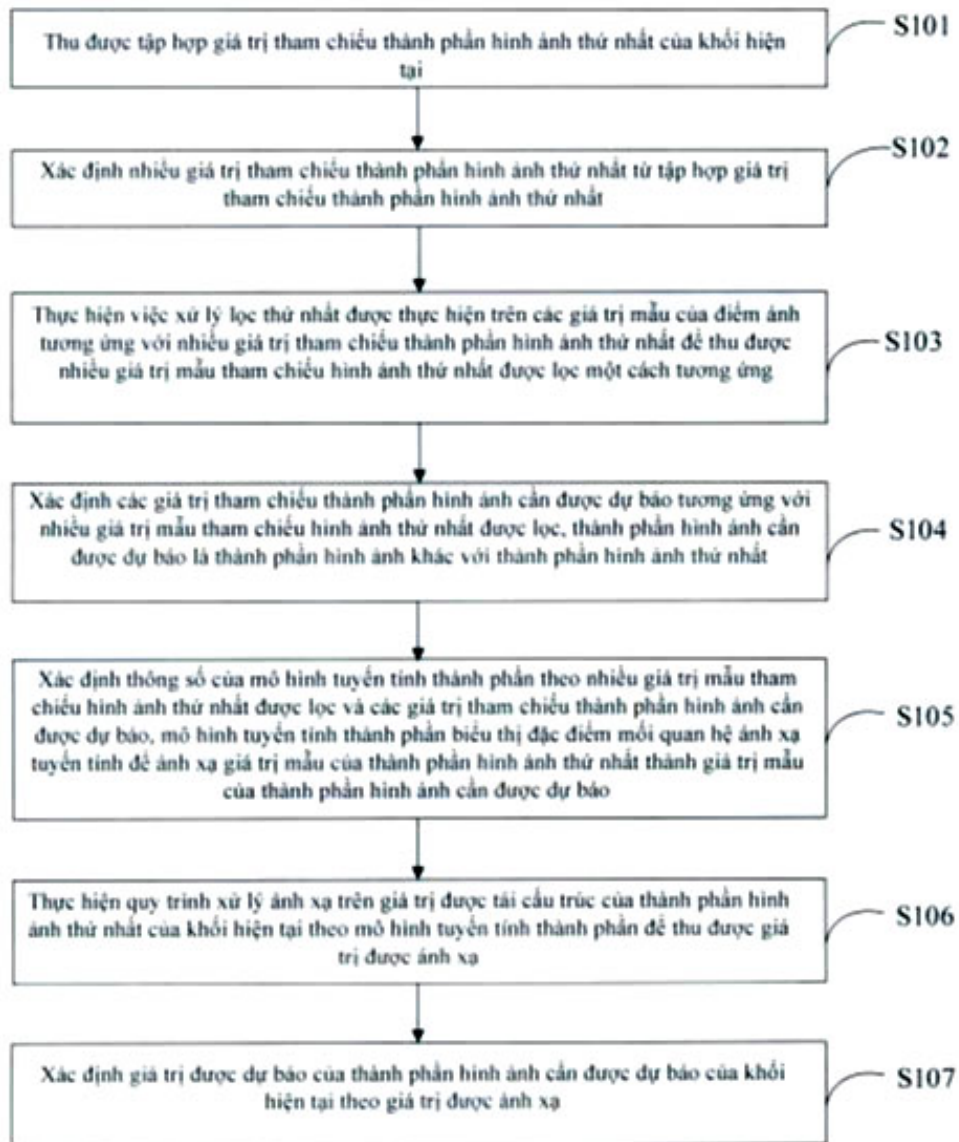 Thu được tập hợp giá trị tham chiếu thành phần hình ảnh thứ nhất của khối hiện
tại
S101
Xác định nhiều giá trị tham chiếu thành phần hình ảnh thứ nhất từ tập hợp giá trị
tham chiếu thành phần hình ảnh thứ nhất
S102
Thực hiện việc xử lý lọc thứ nhất được thực hiện trên các giá trị mẫu của điểm ảnh
tương ứng với nhiều giá trị tham chiếu thành phần hình ảnh thứ nhất để thu được
nhiều giá trị mẫu tham chiếu hình ảnh thứ nhất được lọc một cách tương ứng
S103
Xác định các giá trị tham chiếu thành phần hình ảnh cần được dự báo tương ứng với
nhiều giá trị mẫu tham chiếu hình ảnh thứ nhất được lọc, thành phần hình ảnh cần
được dự báo là thành phần hình ảnh khác với thành phần hình ảnh thứ nhất
S104
Xác định thông số của mô hình tuyến tính thành phần theo nhiều giá trị mẫu tham
chiếu hình ảnh thứ nhất được lọc và các giá trị tham chiếu thành phần hình ảnh cần
được dự báo, mô hình tuyến tính thành phần biểu thị đặc điểm mối quan hệ ánh xạ
tuyến tính để ánh xạ giá trị mẫu của thành phần hình ảnh thứ nhất thành giá trị mẫu
của thành phần hình ảnh cần được dự báo
S105
Thực hiện quy trình xử lý ánh xạ trên giá trị được tái cấu trúc của thành phần hình
ảnh thứ nhất của khối hiện tại theo mô hình tuyến tính thành phần để thu được giá
trị được ánh xạ
S106
Xác định giá trị được dự báo của thành phần hình ảnh cần được dự báo của khối
hiện tại theo giá trị được ánh xạ
S107